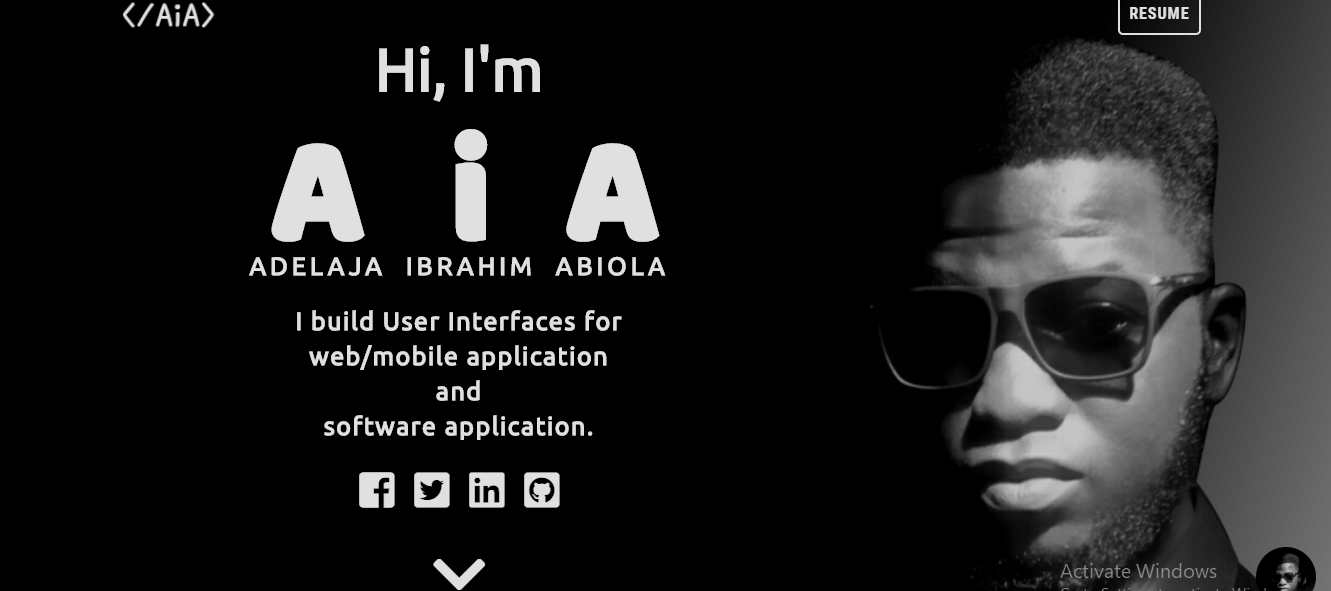 </AiA>
RESUME
Hi, I'm
A i A
ADELAJA IBRAHIM ABIOLA
I build User Interfaces for
web/mobile application
and
software application.
Activate Windows